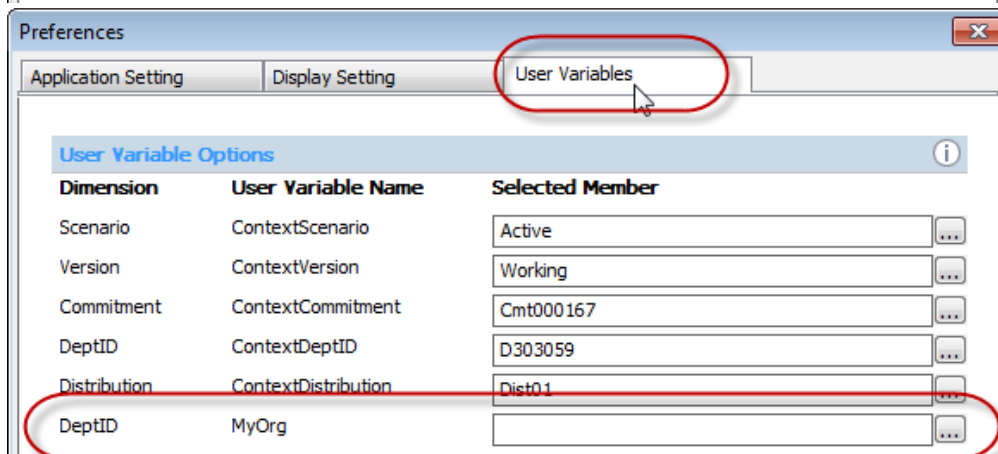 Preferences
Application Setting Display Setting User Variables
User Variable Options
Dimension User Variable Name Selected Member
Scenario ContextScenario Active ...
Version ContextVersion Working ...
Commitment ContextCommitment Cmt000167 ...
DeptID ContextDeptID D303059 ...
Distribution ContextDistribution Dist01 ...
DeptID MyOrg ...